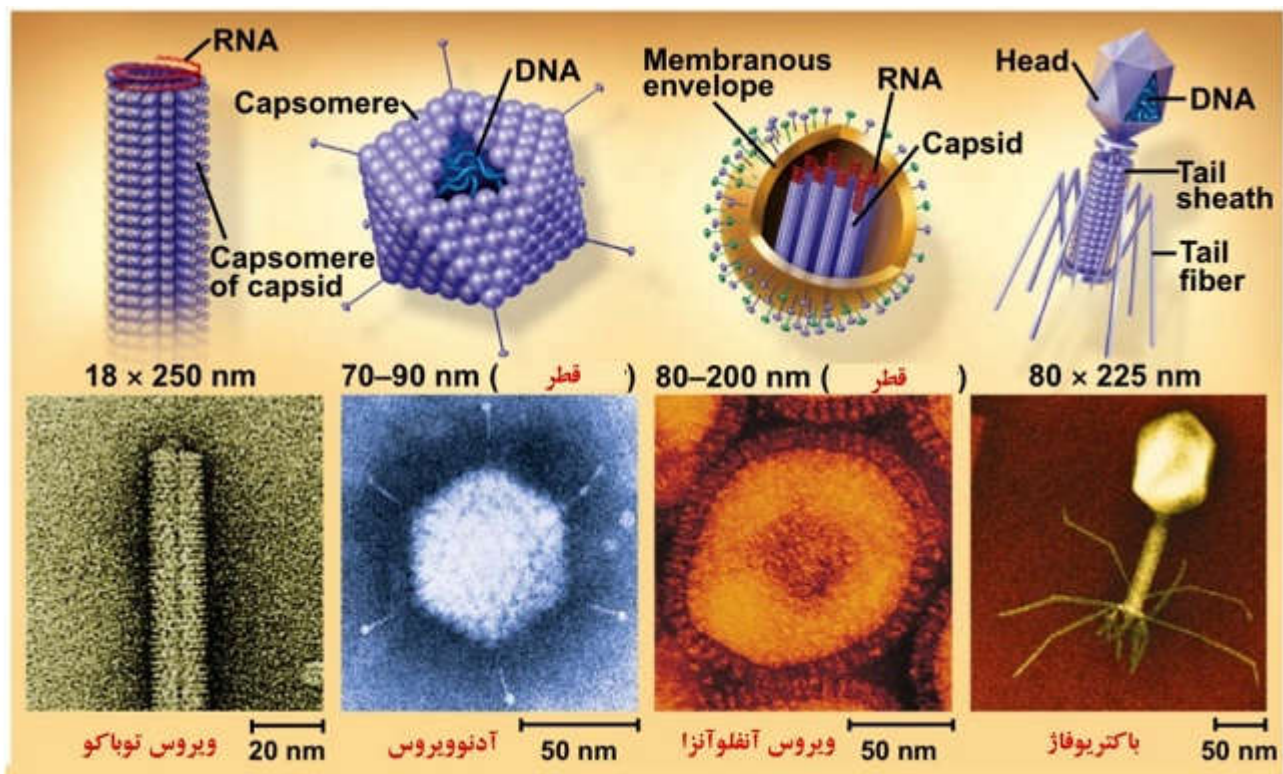 RNA
Capsomere
of capsid
18 × 250 nm
20 nm
ویروس توباکو
Capsomere
DNA
70–90 nm ( قطر )
50 nm
آدنوویروس
Membranous
envelope
RNA
Capsid
80–200 nm ( قطر )
50 nm
ویروس آنفلوآنزا
Head
DNA
Tail
sheath
Tail
fiber
80 × 225 nm
50 nm
باکتریوفاژ